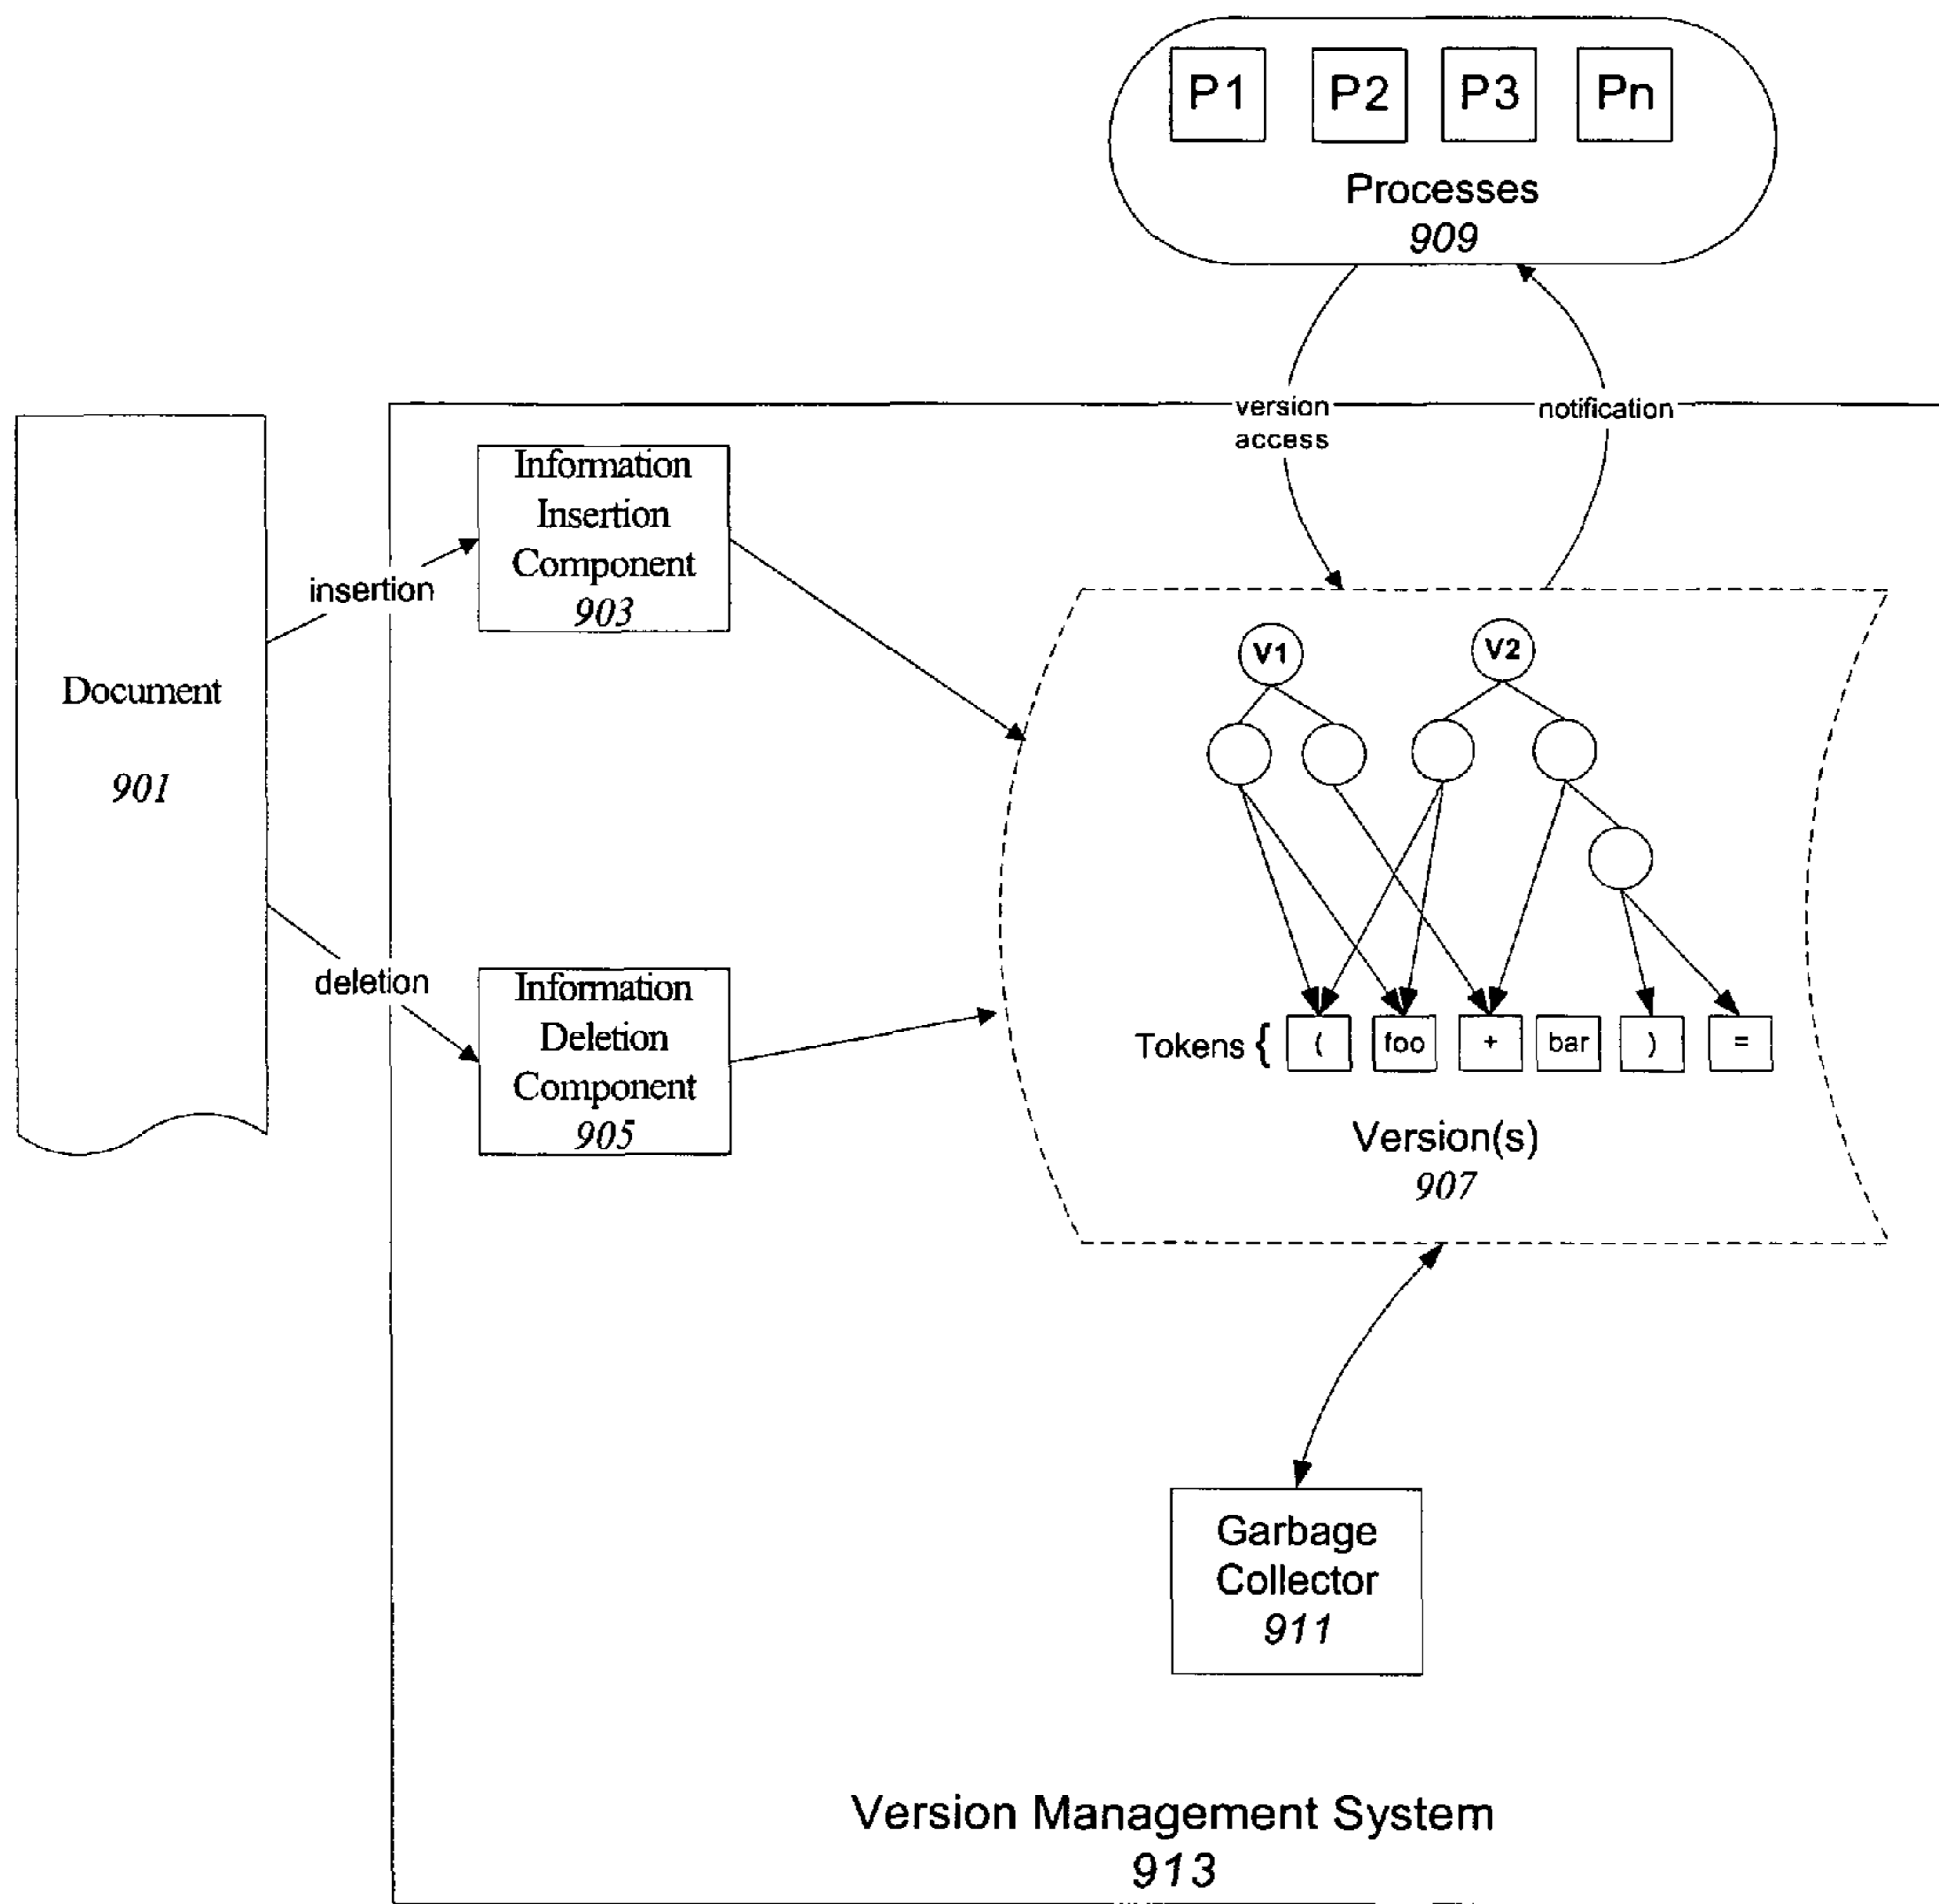 P1 P2 P3 Pn
Processes
909
version
access
notification
Document
901
insertion
Information
Insertion
Component
903
deletion
Information
Deletion
Component
905
V1 V2
Tokens { ( foo + bar ) =
Version(s)
907
Garbage
Collector
911
Version Management System
913